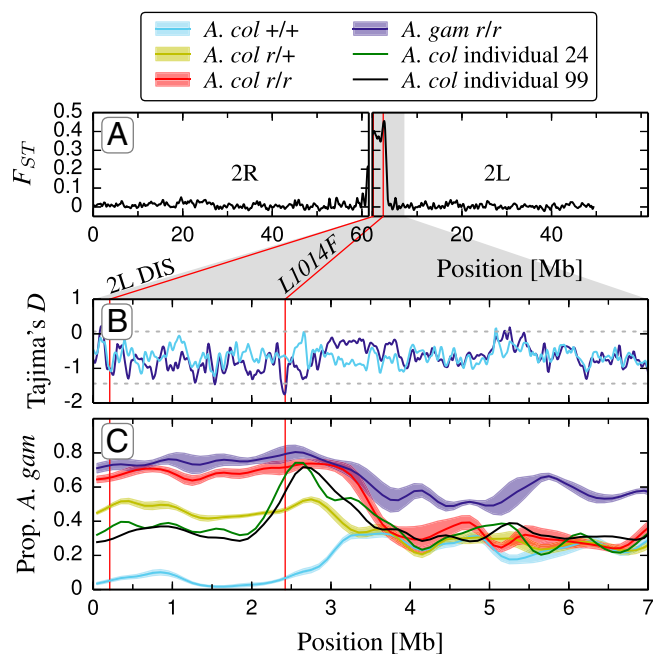 A. col +/+
A. col r/+
A. col r/r
A. gam r/r
A. col individual 24
A. col individual 99
A
F_ST
0.5
0.4
0.3
0.2
0.1
0
2R
2L
0 20 40 60 20 40 60
Position [Mb]
2L DIS
L1014F
B
Tajima's D
1
0
-1
-2
C
Prop. A. gam
0.8
0.6
0.4
0.2
0
0 1 2 3 4 5 6 7
Position [Mb]